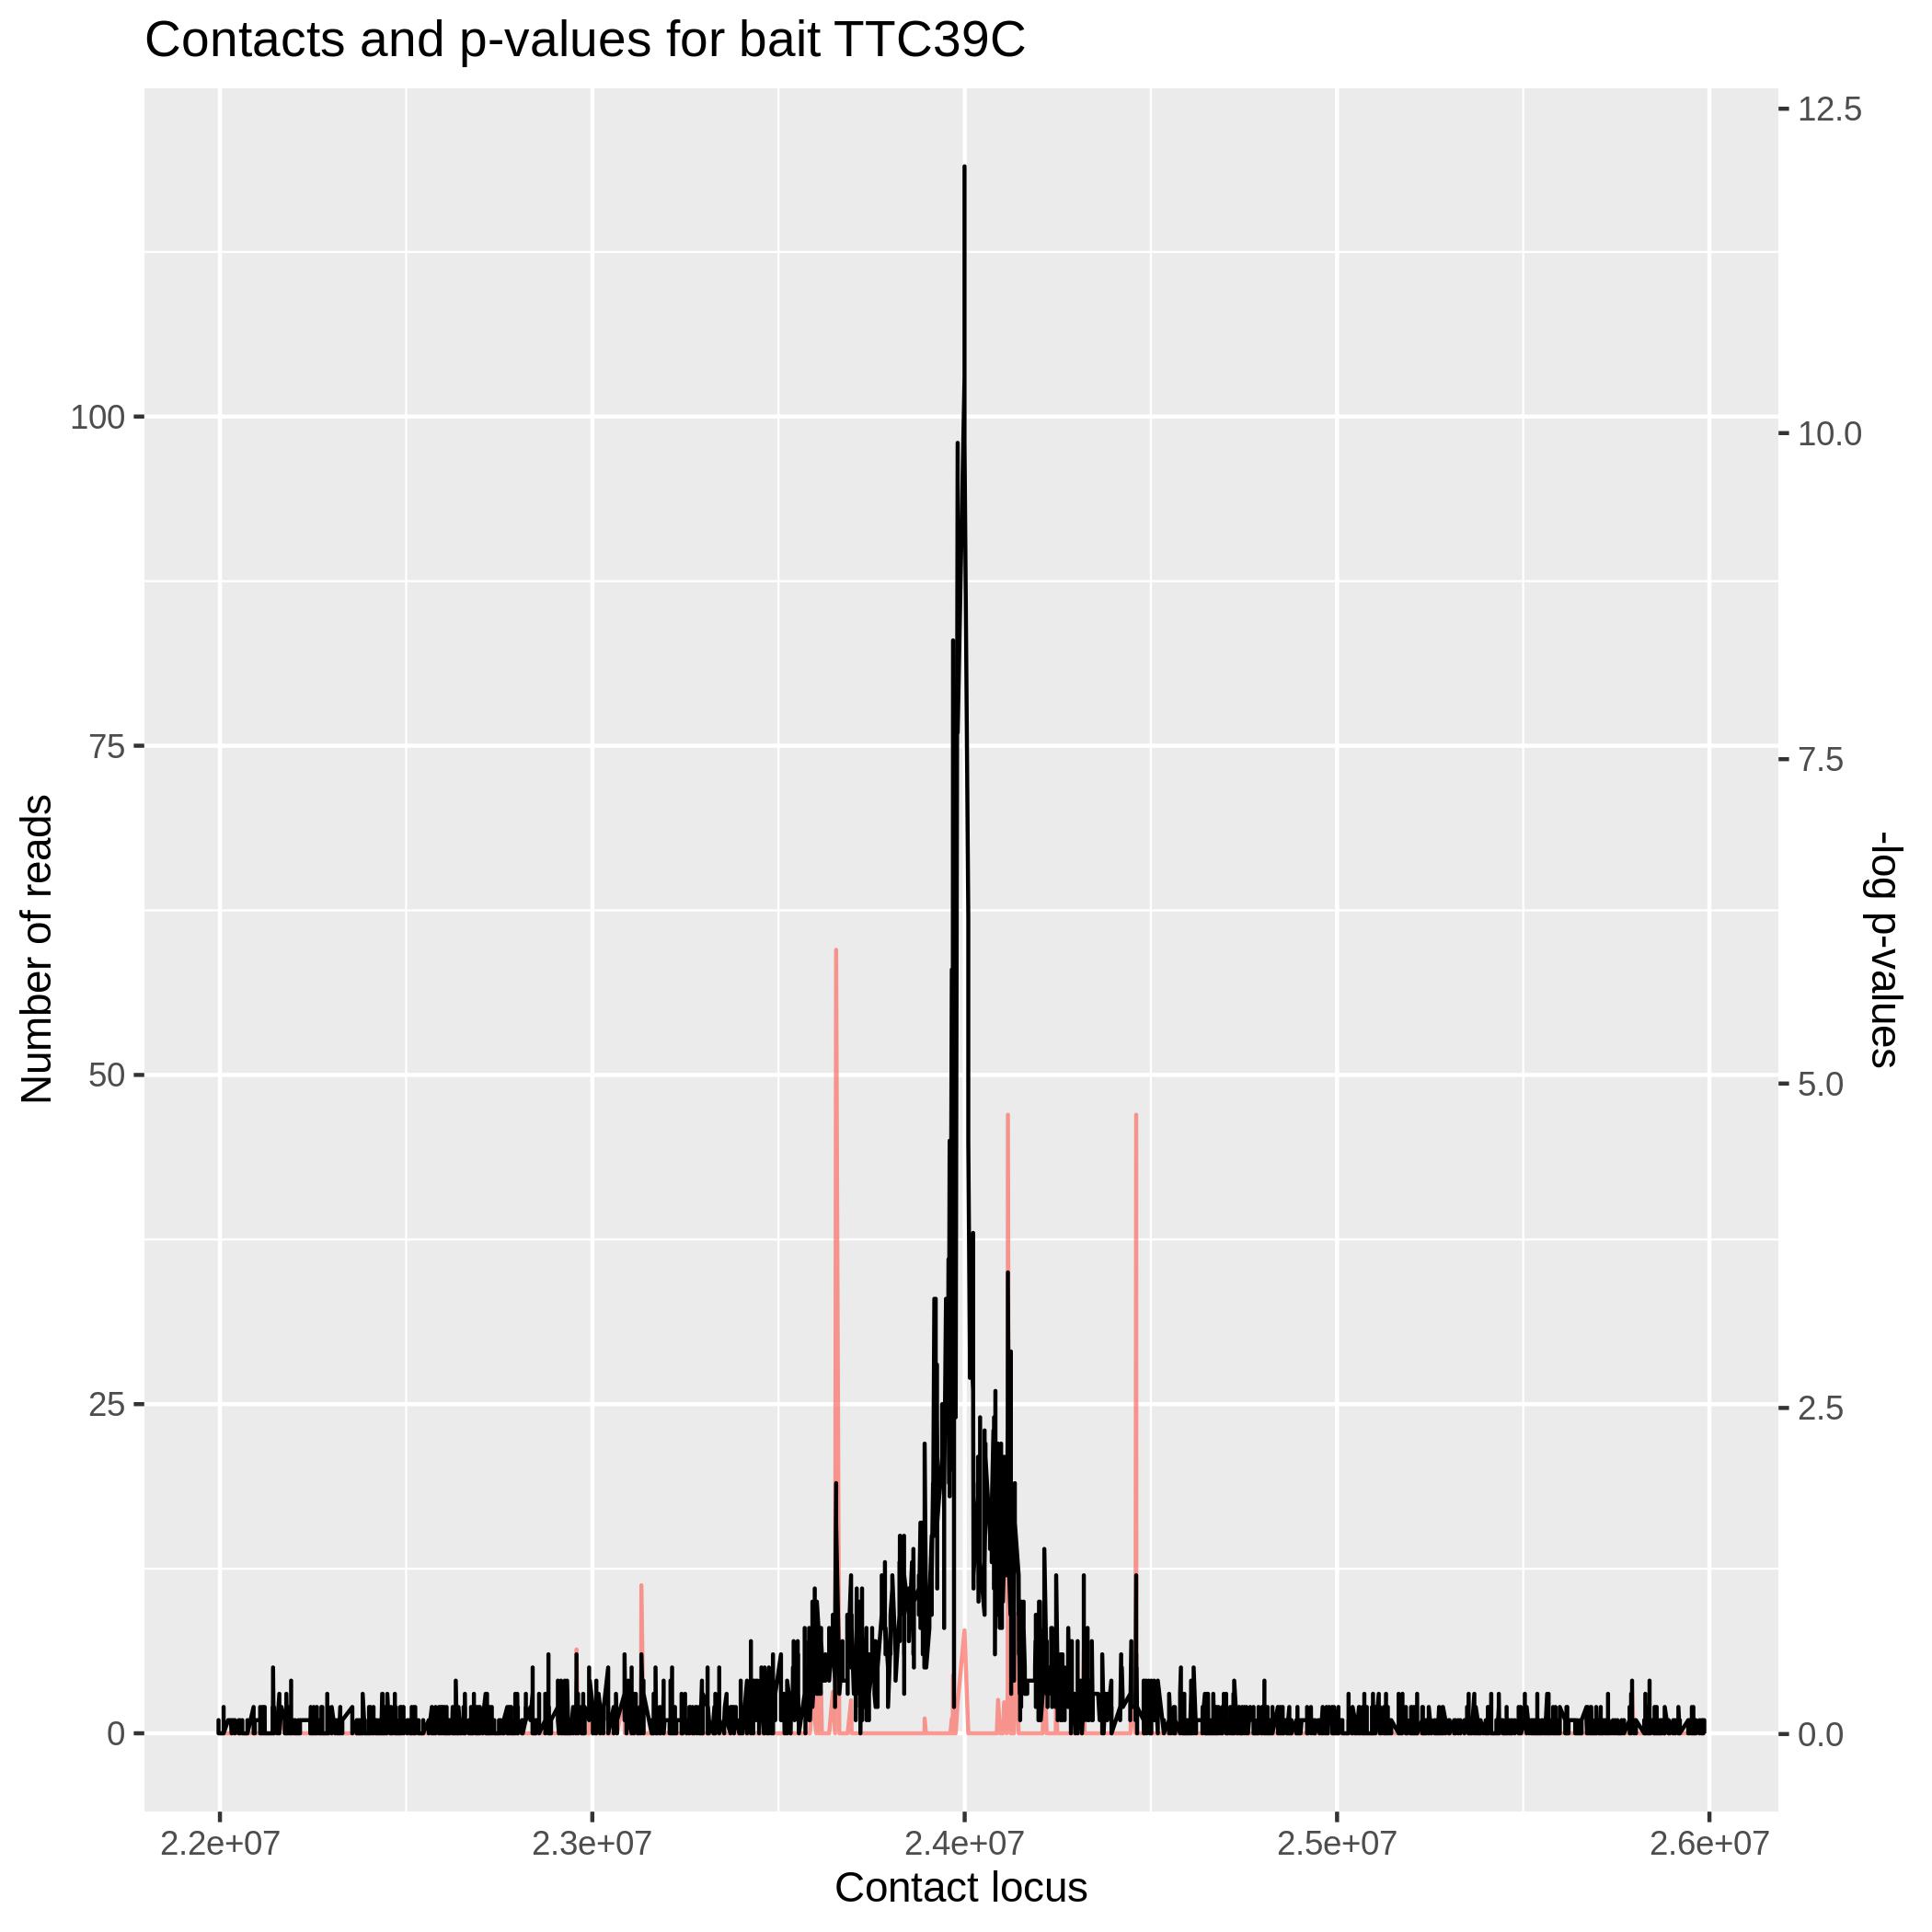 Contacts and p-values for bait TTC39C
Number of reads
100
75
50
25
0
12.5
10.0
7.5
5.0
2.5
0.0
-log p-values
2.2e+07
2.3e+07
2.4e+07
2.5e+07
2.6e+07
Contact locus